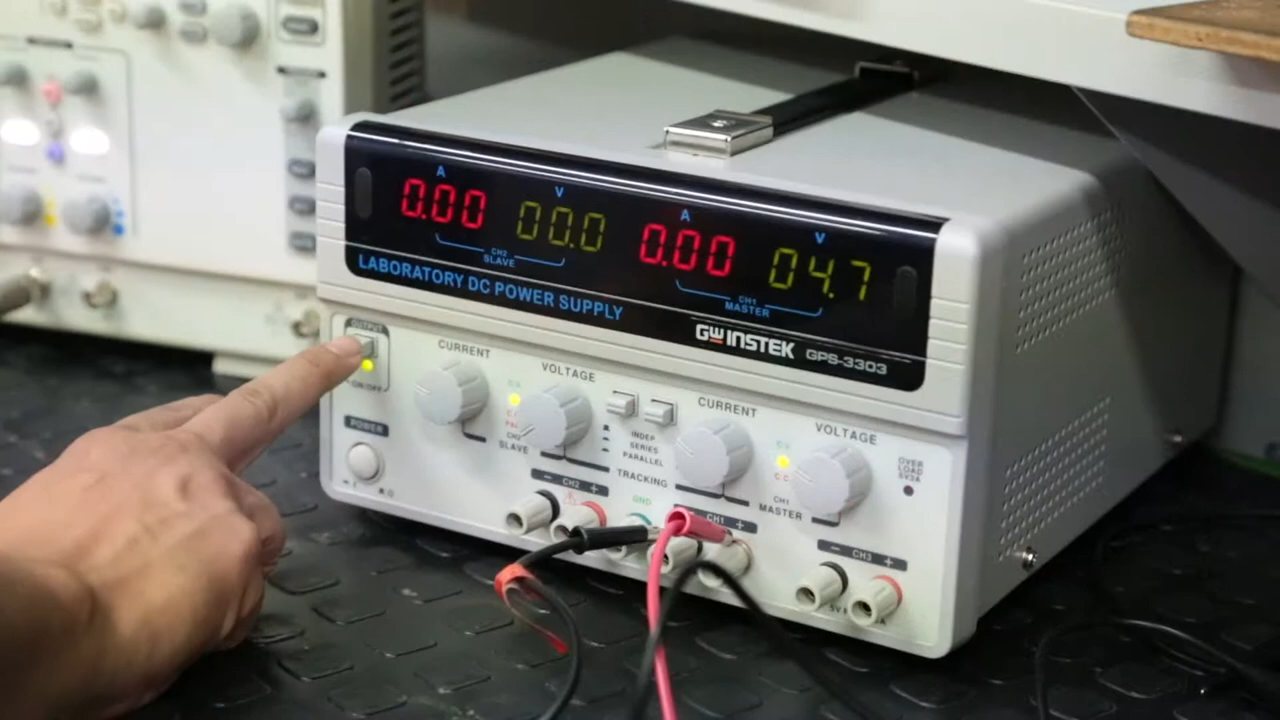 A V A V
0.00 00.0 0.00 04.7
CH2
SLAVE
CH1
MASTER
LABORATORY DC POWER SUPPLY
GW INSTEK GPS-3303
OUTPUT
ON/OFF
POWER
CURRENT
VOLTAGE
CURRENT
VOLTAGE
CH2
SLAVE
INDEP
SERIES
PARALLEL
TRACKING
CH1
MASTER
OVER
LOAD
5V3A
− CH2 +
GND
CH1 +
− CH3 +